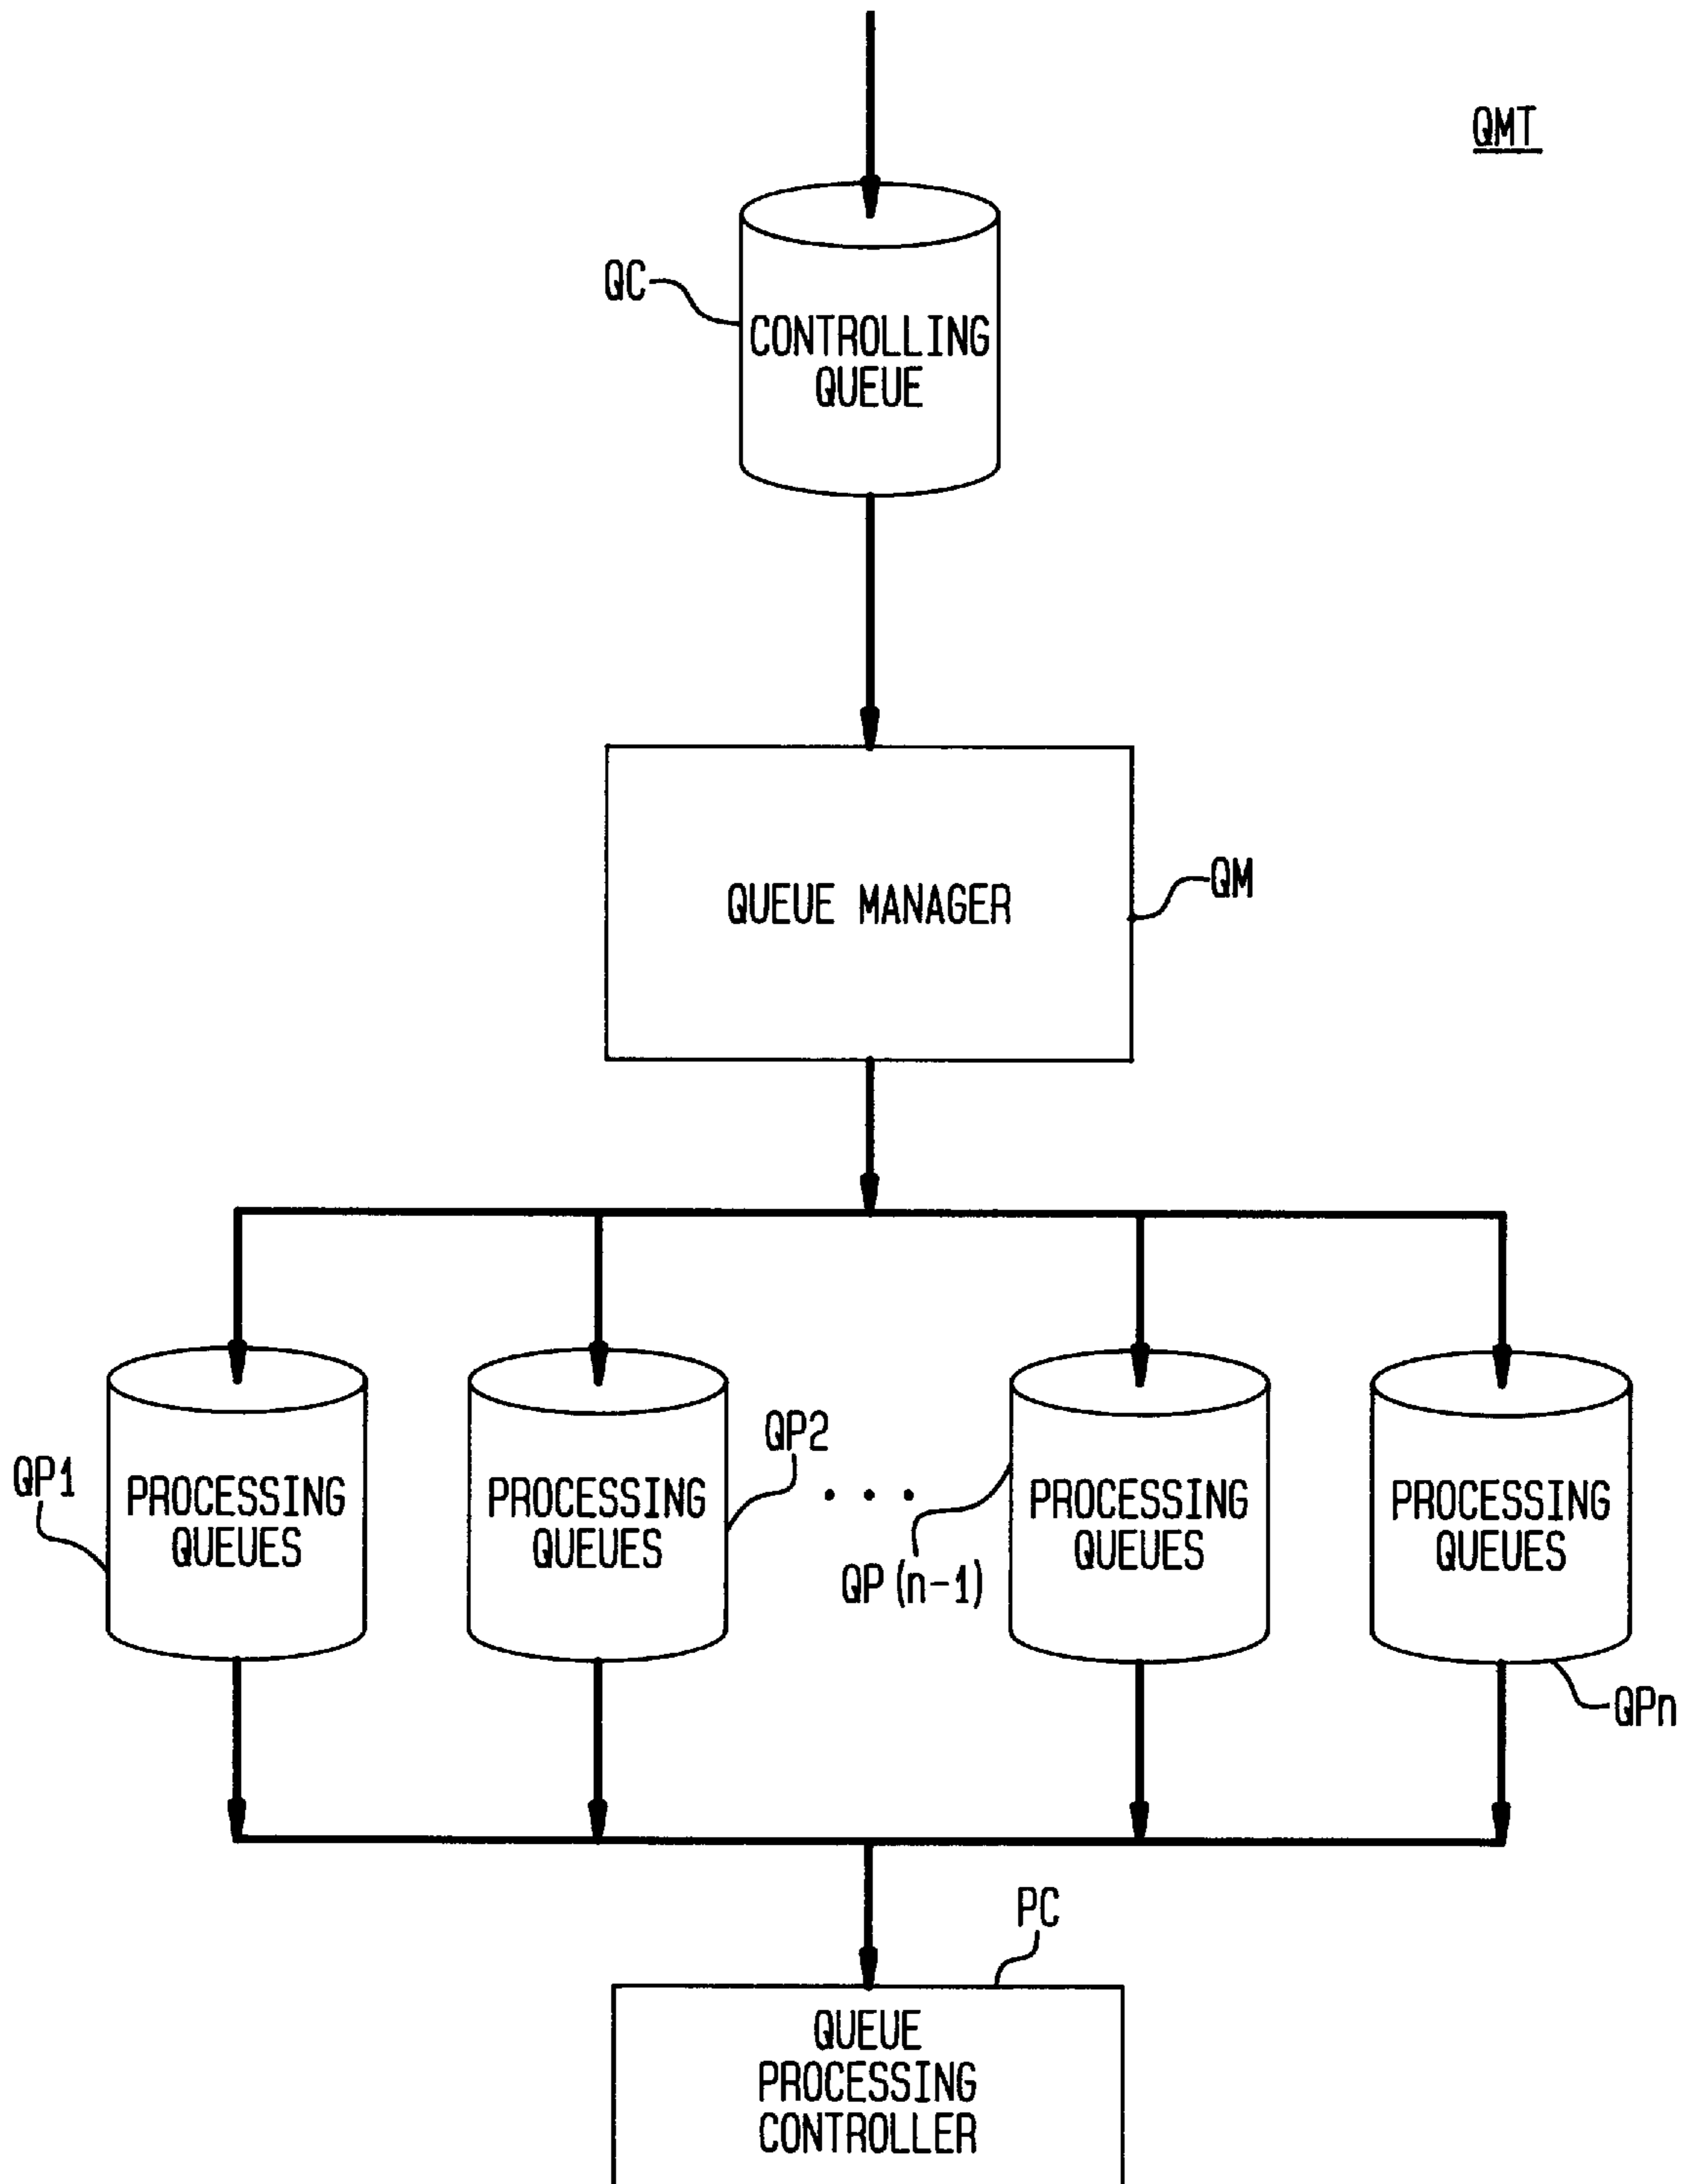 QMT
QC
CONTROLLING
QUEUE
QUEUE MANAGER
QM
QP1
PROCESSING
QUEUES
PROCESSING
QUEUES
QP2
. . .
QP(n-1)
PROCESSING
QUEUES
PROCESSING
QUEUES
QPn
PC
QUEUE
PROCESSING
CONTROLLER